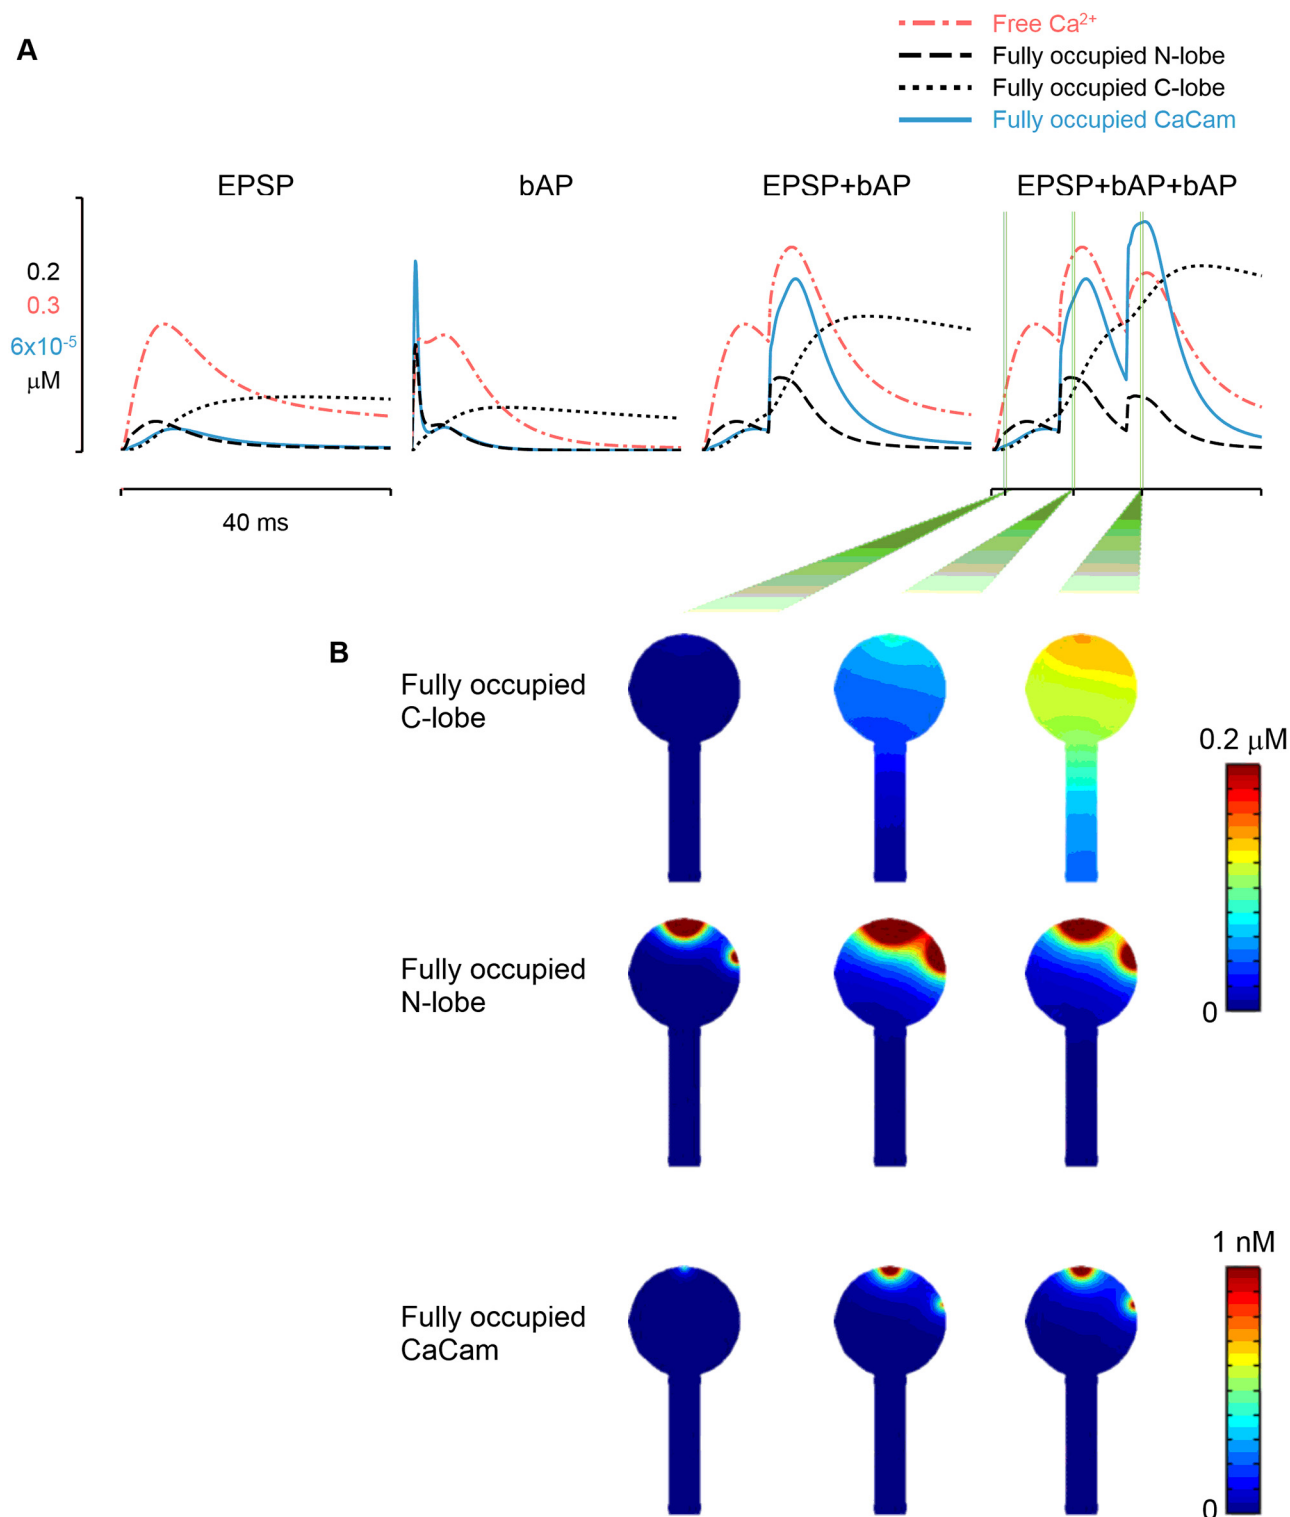 A
Free Ca²⁺
Fully occupied N-lobe
Fully occupied C-lobe
Fully occupied CaCam
EPSP
bAP
EPSP+bAP
EPSP+bAP+bAP
0.2
0.3
6x10⁻⁵
μM
40 ms
B
Fully occupied
C-lobe
0.2 μM
0
Fully occupied
N-lobe
1 nM
0
Fully occupied
CaCam